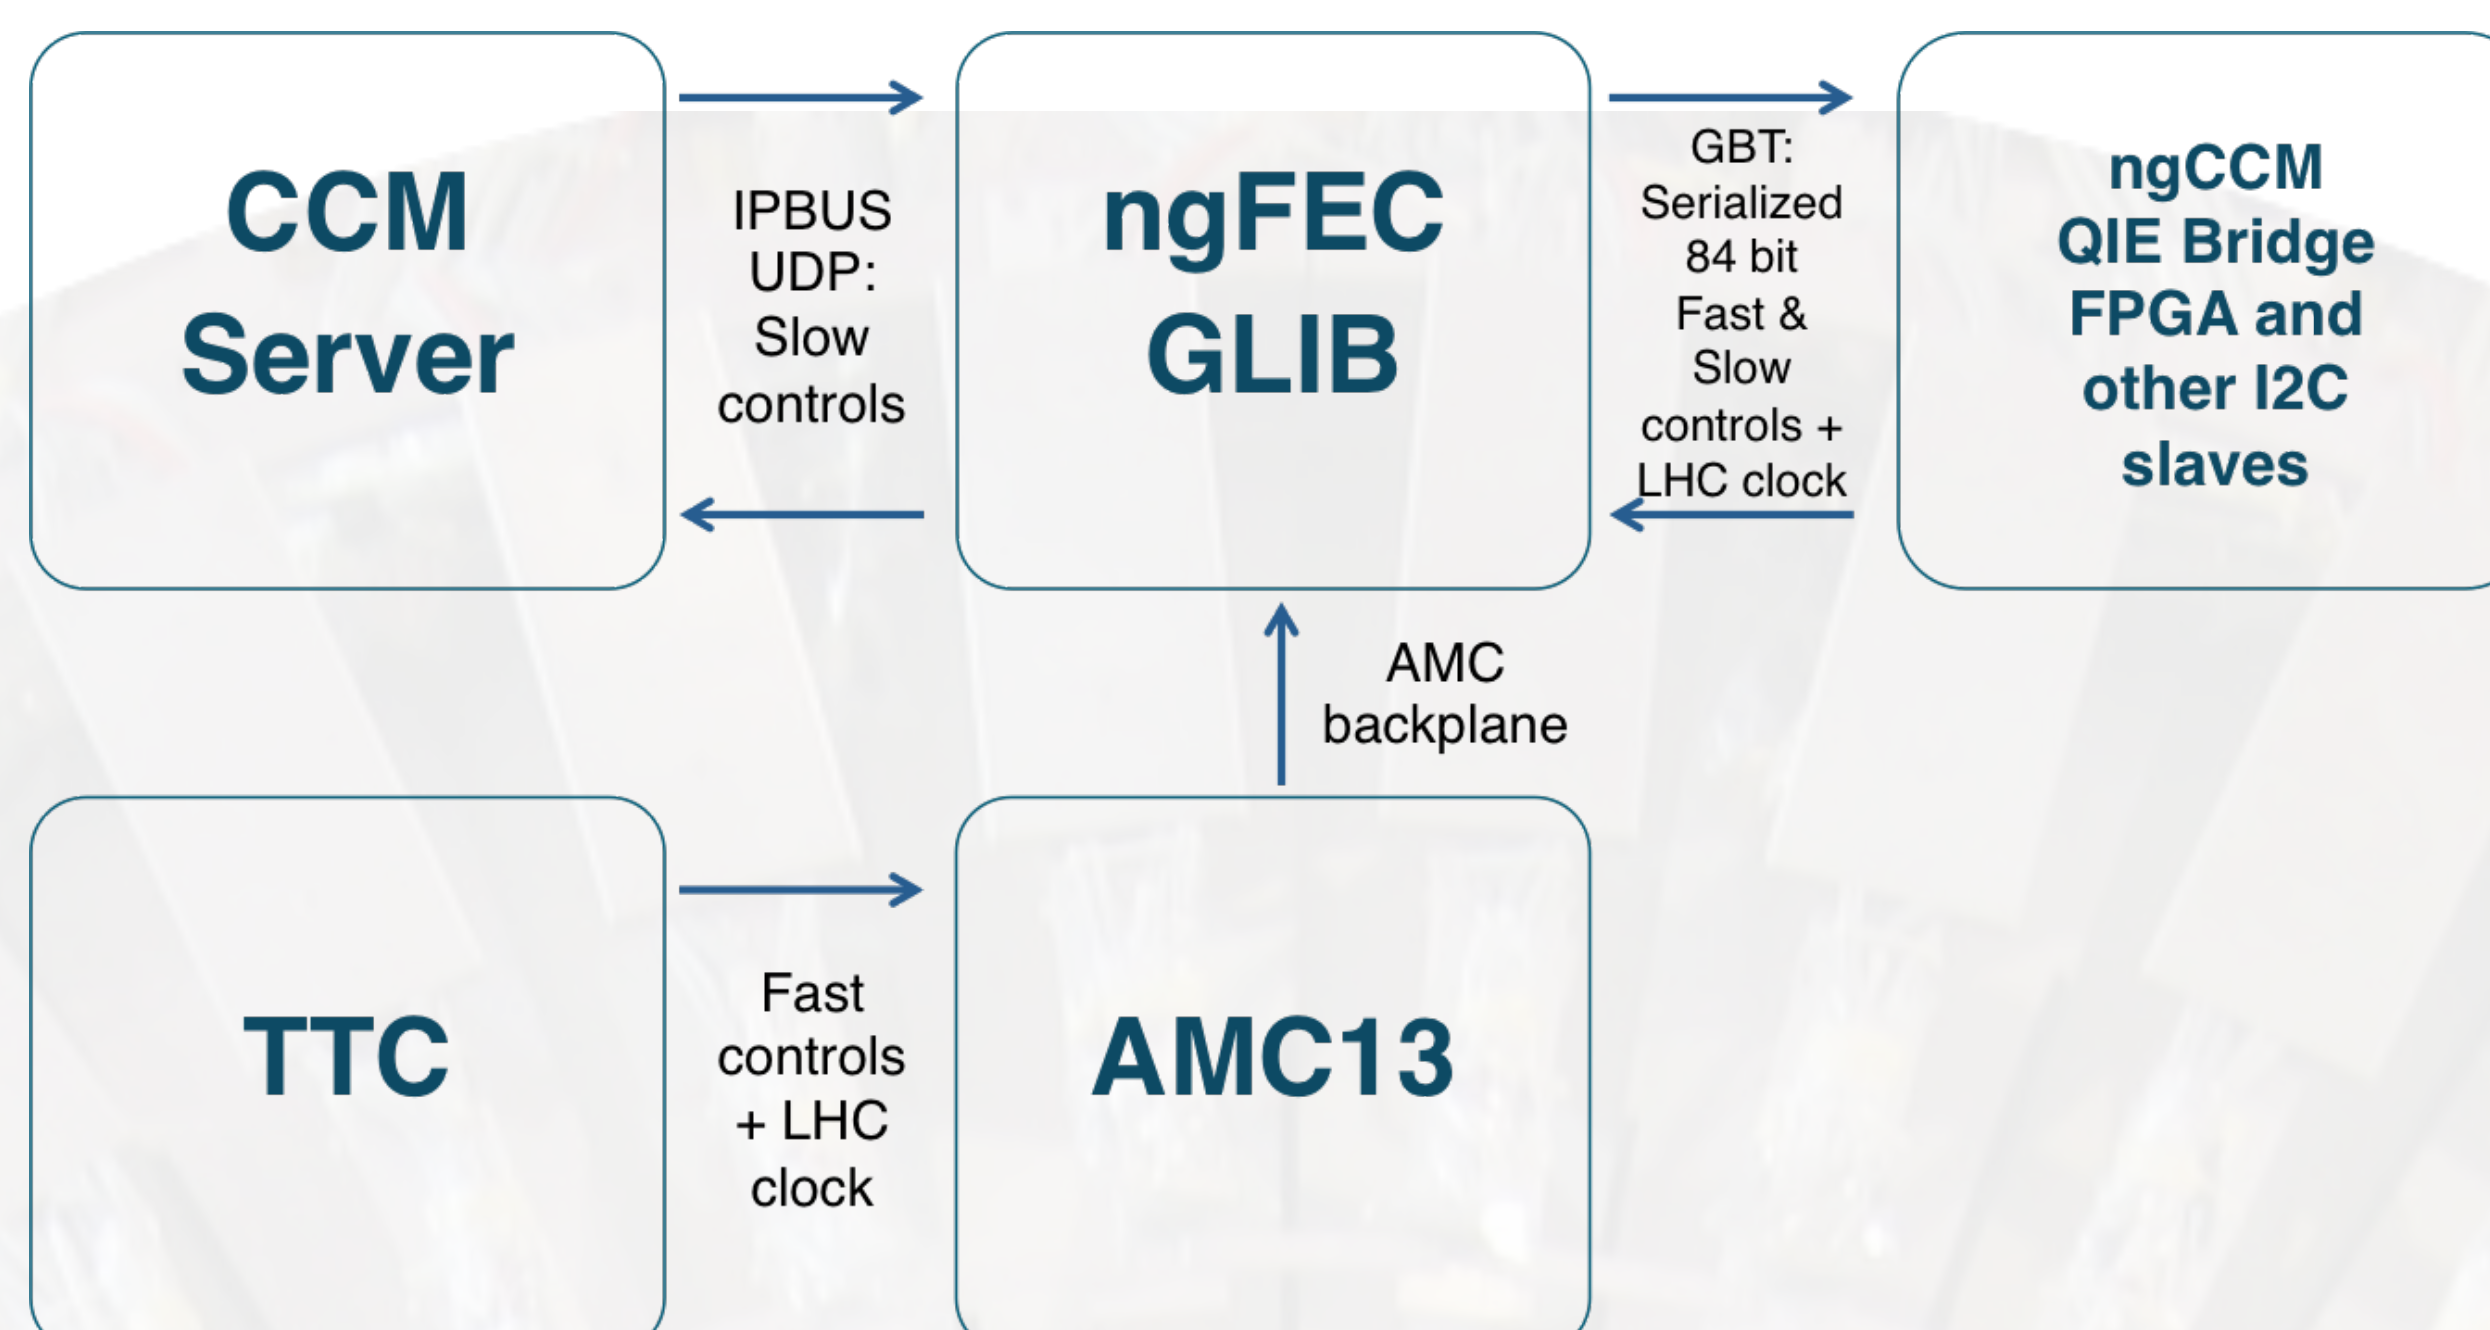 CCM
Server
IPBUS
UDP:
Slow
controls
ngFEC
GLIB
GBT:
Serialized
84 bit
Fast &
Slow
controls +
LHC clock
ngCCM
QIE Bridge
FPGA and
other I2C
slaves
AMC
backplane
TTC
Fast
controls
+ LHC
clock
AMC13